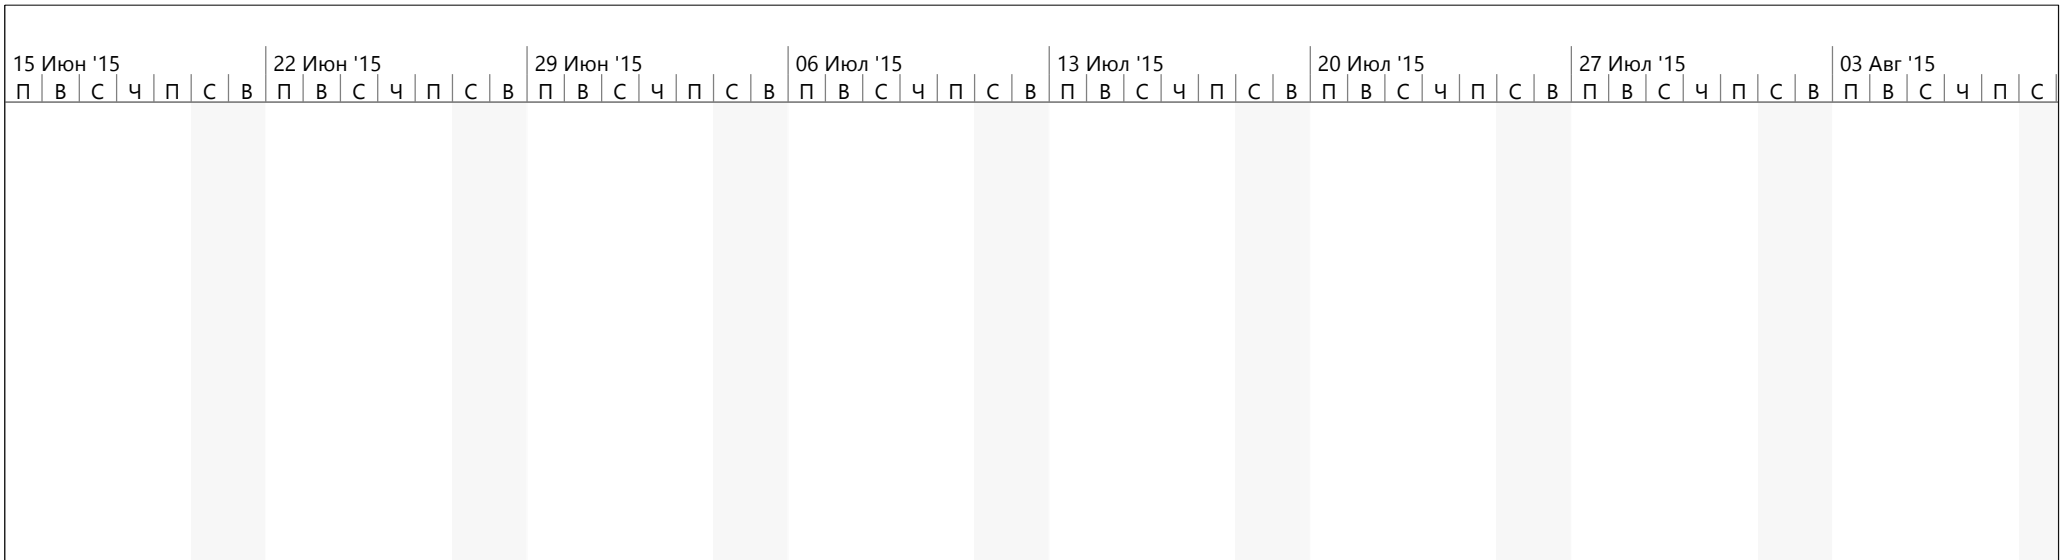 15 Июн '15 22 Июн '15 29 Июн '15 06 Июл '15 13 Июл '15 20 Июл '15 27 Июл '15 03 Авг '15
П В С Ч П С В П В С Ч П С В П В С Ч П С В П В С Ч П С В П В С Ч П С В П В С Ч П С В П В С Ч П С В П В С Ч П С